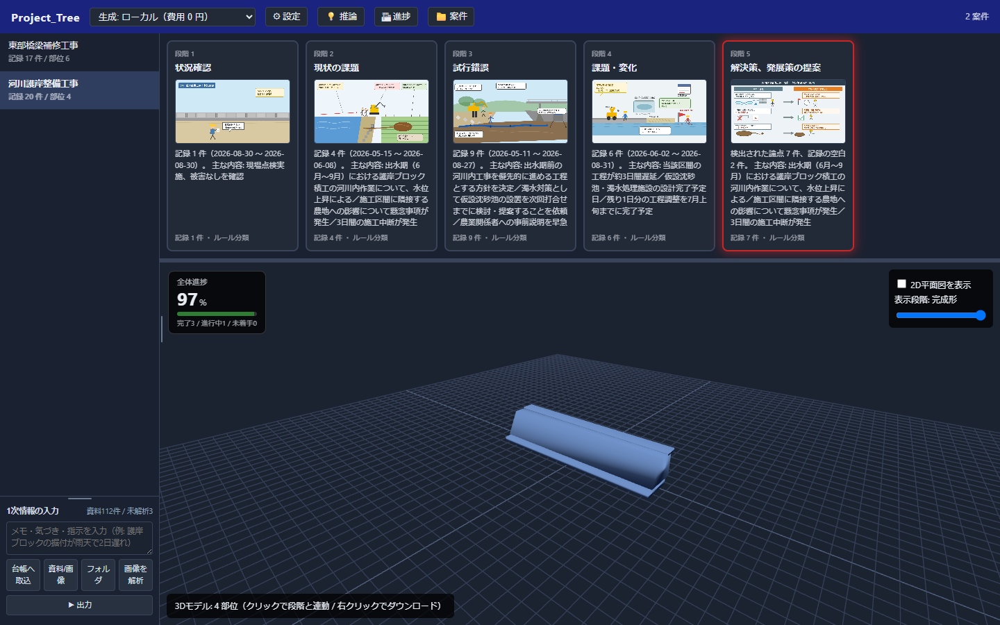 Project_Tree
生成: ローカル（費用 0 円）
⚙ 設定
💡 推論
進捗
📁 案件
2 案件
東部橋梁補修工事
記録 17 件 / 部位 6
河川護岸整備工事
記録 20 件 / 部位 4
段階 1
状況確認
記録 1 件（2026-08-30 ～ 2026-
08-30）。 主な内容: 現場点検実
施、被害なしを確認
記録 1 件 ・ ルール分類
段階 2
現状の課題
記録 4 件（2026-05-15 ～ 2026-
06-08）。 主な内容: 出水期（6
月～9月）における護岸ブロック
積工の河川内作業について、水位
上昇による／施工区間に隣接する
農地への影響について懸念事項が
発生／3日間の施工中断が発生
記録 4 件 ・ ルール分類
段階 3
試行錯誤
記録 9 件（2026-05-11 ～ 2026-
08-27）。 主な内容: 出水期前の
河川内工事を優先的に進める工程
とする方針を決定／濁水対策とし
て仮設沈砂池の設置を次回打合せ
までに検討・提案することを依頼
／農業関係者への事前説明を早急
記録 9 件 ・ ルール分類
段階 4
課題・変化
記録 6 件（2026-06-02 ～ 2026-
08-31）。 主な内容: 当該区間の
工程が約3日間遅延／仮設沈砂
池・濁水処理施設の設計完了予定
日／残り1日分の工程調整を7月上
旬までに完了予定
記録 6 件 ・ ルール分類
段階 5
解決策、発展策の提案
検出された論点 7 件、記録の空白
2 件。 主な内容: 出水期（6月～9
月）における護岸ブロック積工の
河川内作業について、水位上昇に
よる／施工区間に隣接する農地へ
の影響について懸念事項が発生／
3日間の施工中断が発生
記録 7 件 ・ ルール分類
全体進捗
97 %
完了3 / 進行中1 / 未着手0
2D平面図を表示
表示段階: 完成形
1次情報の入力
資料112件 / 未解析3
メモ・気づき・指示を入力（例: 護岸
ブロックの据付が雨天で2日遅れ）
台帳へ
取込
資料/画
像
フォル
ダ
画像を
解析
▶ 出力
3Dモデル: 4 部位（クリックで段階と連動 / 右クリックでダウンロード）